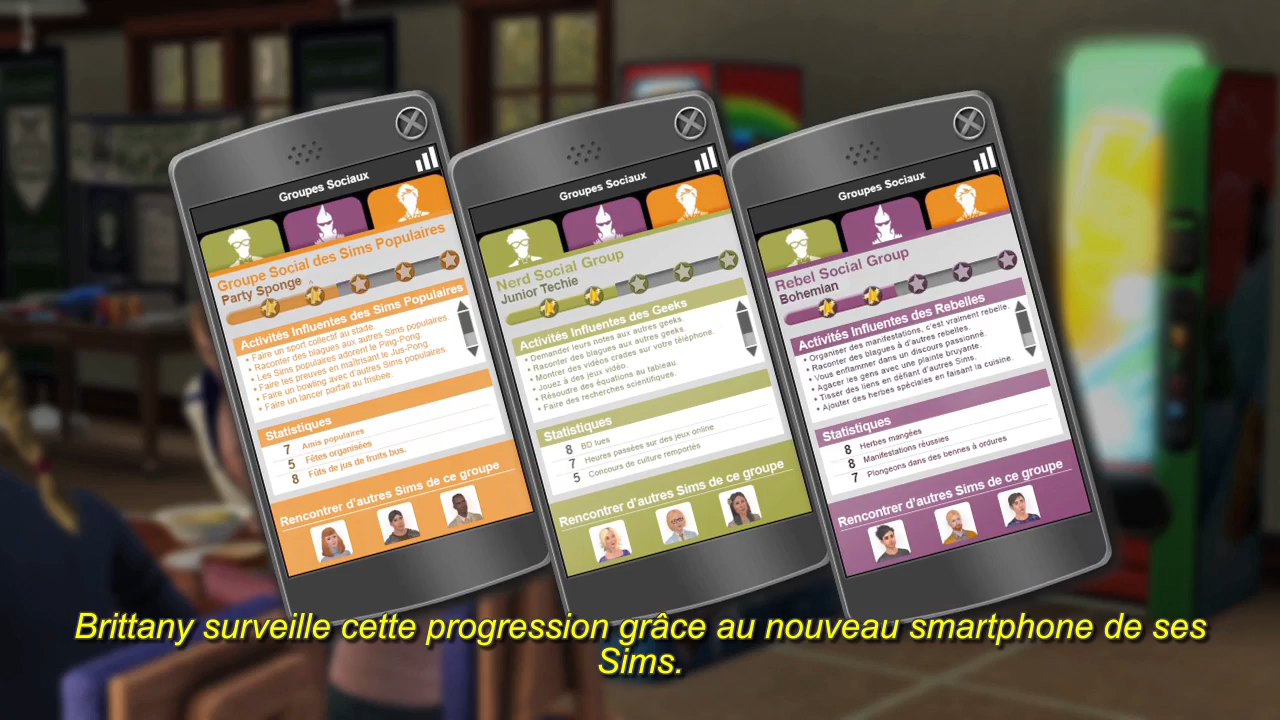 Groupes Sociaux
Groupe Social des Sims Populaires
Party Sponge
Activités Influentes des Sims Populaires
• Faire un sport collectif au stade.
• Raconter des blagues aux autres Sims populaires.
• Les Sims populaires adorent le Ping-Pong.
• Faire tes preuves en maîtrisant le Jus-Pong.
• Faire un bowling avec d'autres Sims populaires.
• Faire un lancer parfait au frisbee.
Statistiques
7 Amis populaires
5 Fêtes organisées
8 Fûts de jus de fruits bus.
Rencontrer d'autres Sims de ce groupe
Groupes Sociaux
Nerd Social Group
Junior Techie
Activités Influentes des Geeks
• Demander leurs notes aux autres geeks.
• Raconter des blagues aux autres geeks.
• Montrer des vidéos crades sur votre téléphone.
• Jouez à des jeux vidéo.
• Résoudre des équations au tableau.
• Faire des recherches scientifiques.
Statistiques
8 BD lues
7 Heures passées sur des jeux online
5 Concours de culture remportés
Rencontrer d'autres Sims de ce groupe
Groupes Sociaux
Rebel Social Group
Bohemian
Activités Influentes des Rebelles
• Organiser des manifestations, c'est vraiment rebelle.
• Raconter des blagues à d'autres rebelles.
• Vous enflammer dans un discours passionné.
• Agacer les gens avec une plainte bruyante.
• Tisser des liens en défiant d'autres Sims.
• Ajouter des herbes spéciales en faisant la cuisine.
Statistiques
8 Herbes mangées
8 Manifestations réussies
7 Plongeons dans des bennes à ordures
Rencontrer d'autres Sims de ce groupe
Brittany surveille cette progression grâce au nouveau smartphone de ses
Sims.